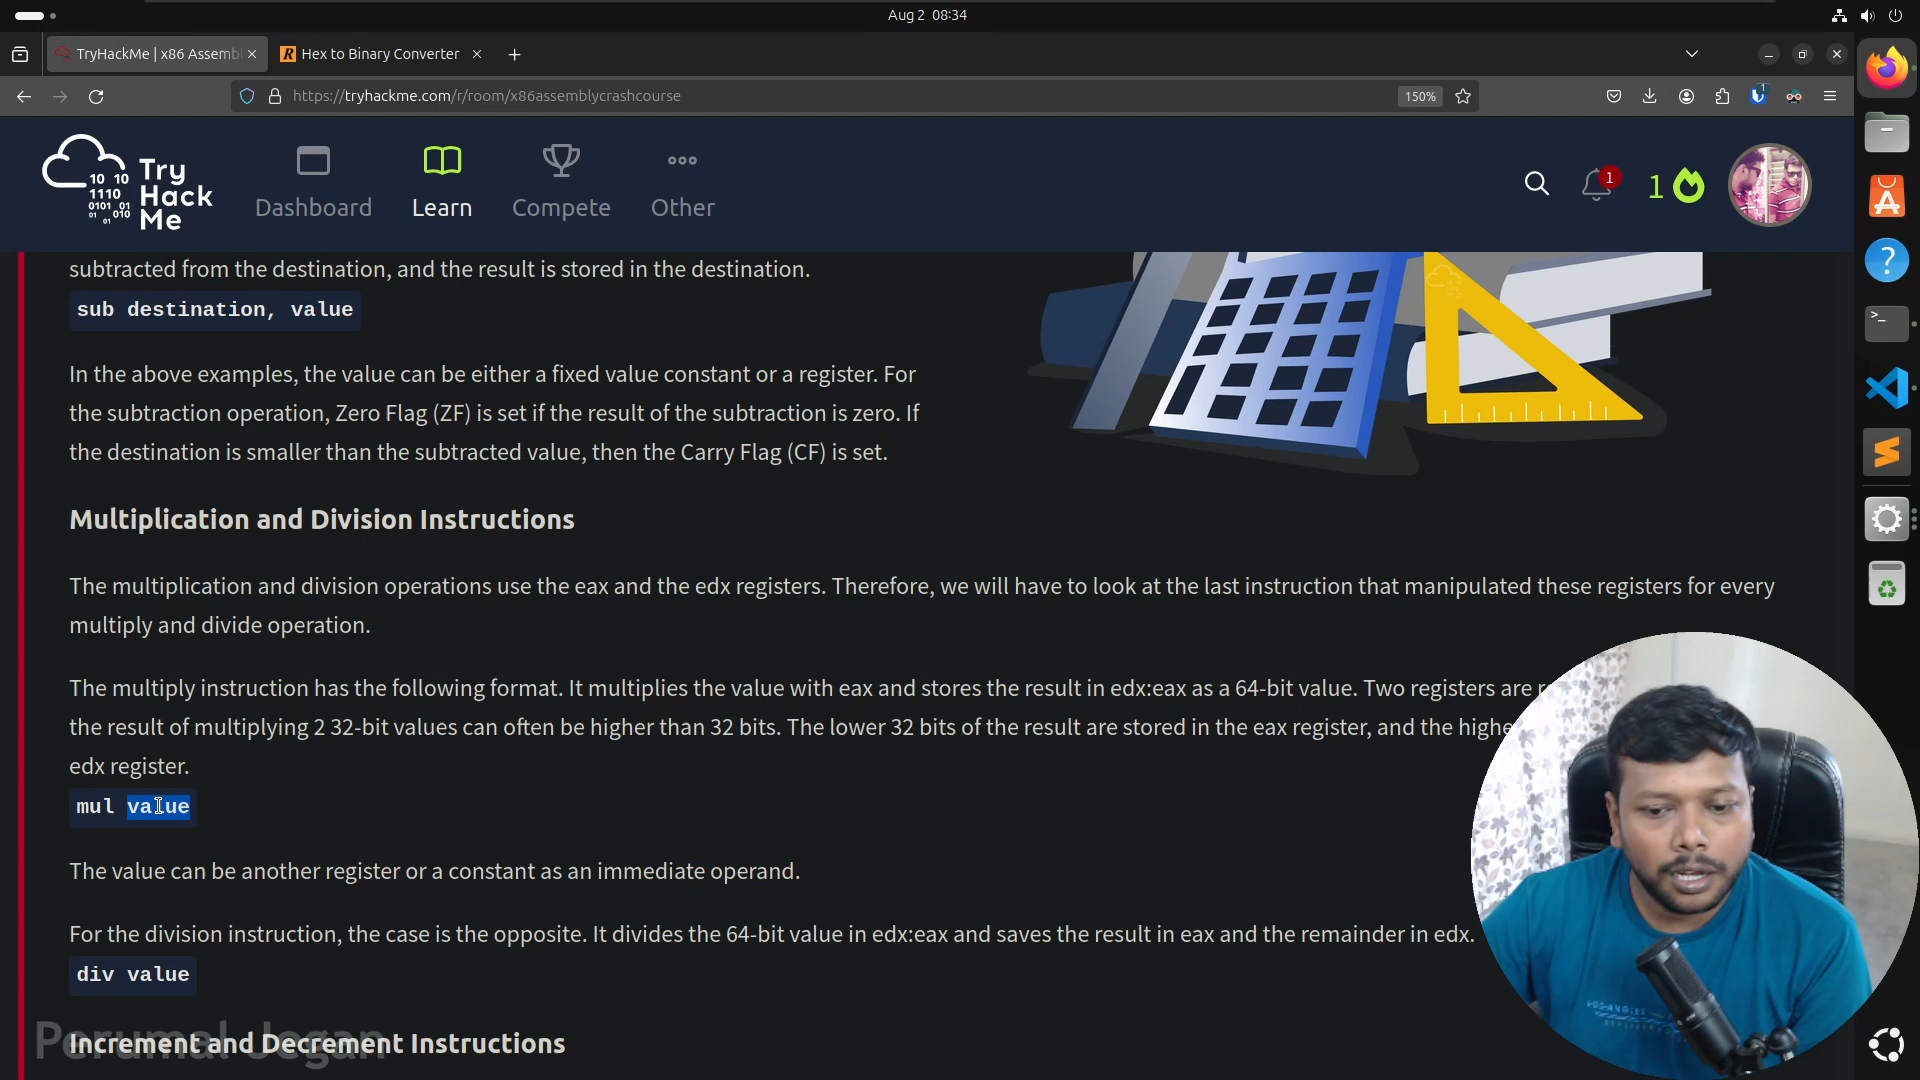 Aug 2 08:34
TryHackMe | x86 Assemb
Hex to Binary Converter
https://tryhackme.com/r/room/x86assemblycrashcourse
150%
Try
Hack
Me
10 10
1110
0101 01
01 010
01
Dashboard
Learn
Compete
Other
1
1
subtracted from the destination, and the result is stored in the destination.
sub destination, value
In the above examples, the value can be either a fixed value constant or a register. For
the subtraction operation, Zero Flag (ZF) is set if the result of the subtraction is zero. If
the destination is smaller than the subtracted value, then the Carry Flag (CF) is set.
Multiplication and Division Instructions
The multiplication and division operations use the eax and the edx registers. Therefore, we will have to look at the last instruction that manipulated these registers for every
multiply and divide operation.
The multiply instruction has the following format. It multiplies the value with eax and stores the result in edx:eax as a 64-bit value. Two registers are
the result of multiplying 2 32-bit values can often be higher than 32 bits. The lower 32 bits of the result are stored in the eax register, and the highe
edx register.
mul value
The value can be another register or a constant as an immediate operand.
For the division instruction, the case is the opposite. It divides the 64-bit value in edx:eax and saves the result in eax and the remainder in edx.
div value
Perumal Jegan
Increment and Decrement Instructions